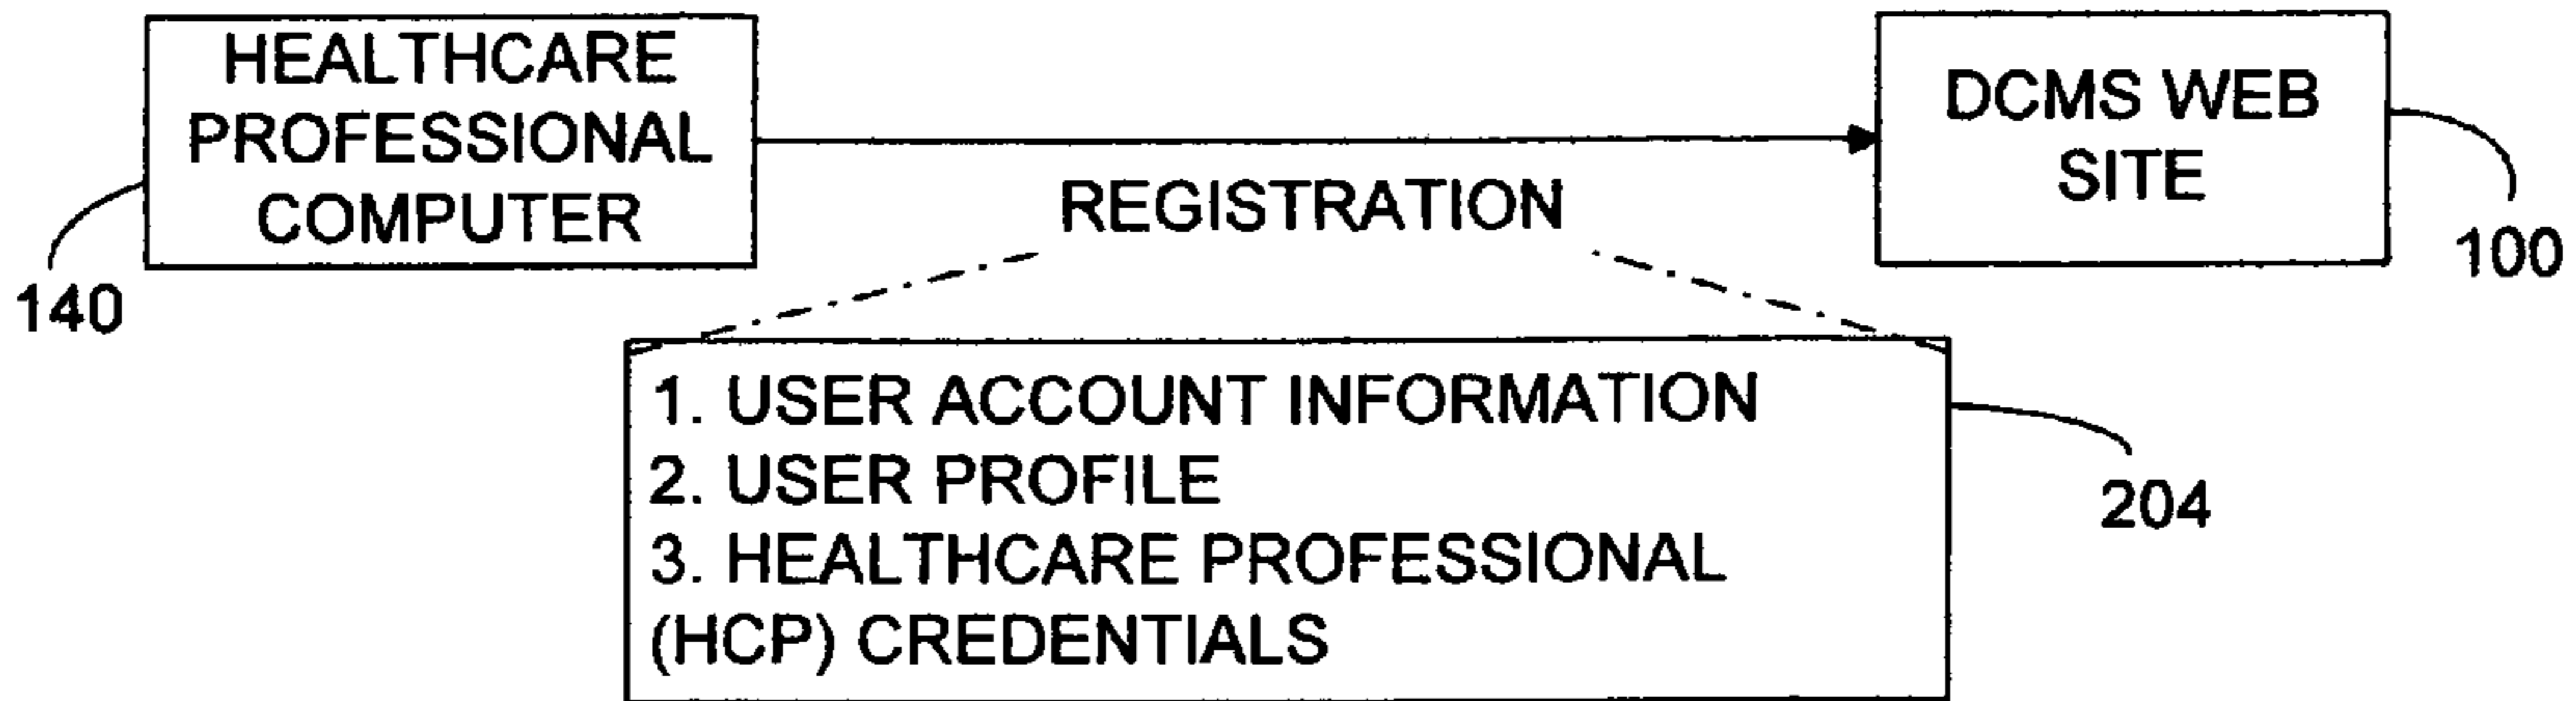 HEALTHCARE
PROFESSIONAL
COMPUTER
140
REGISTRATION
DCMS WEB
SITE
100
1. USER ACCOUNT INFORMATION
2. USER PROFILE
3. HEALTHCARE PROFESSIONAL
(HCP) CREDENTIALS
204